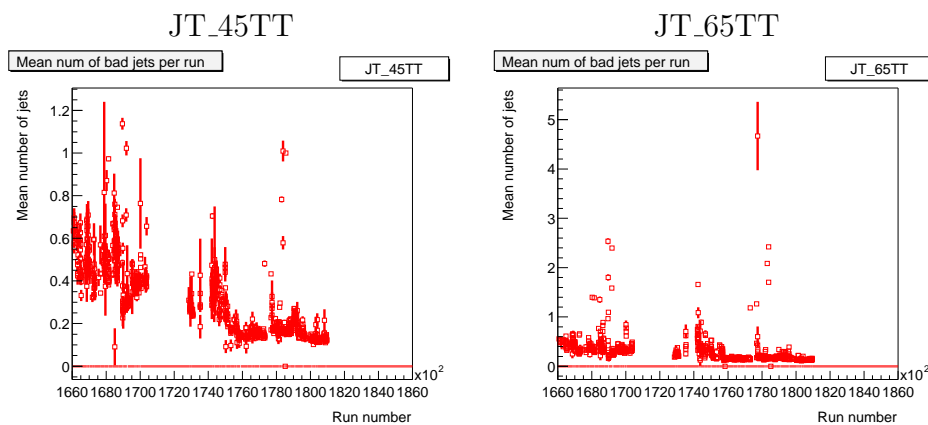 JT_45TT
Mean num of bad jets per run
JT_45TT
Mean number of jets
1.2
1
0.8
0.6
0.4
0.2
0
1660 1680 1700 1720 1740 1760 1780 1800 1820 1840 1860
×10²
Run number
JT_65TT
Mean num of bad jets per run
JT_65TT
Mean number of jets
5
4
3
2
1
0
1660 1680 1700 1720 1740 1760 1780 1800 1820 1840 1860
×10²
Run number